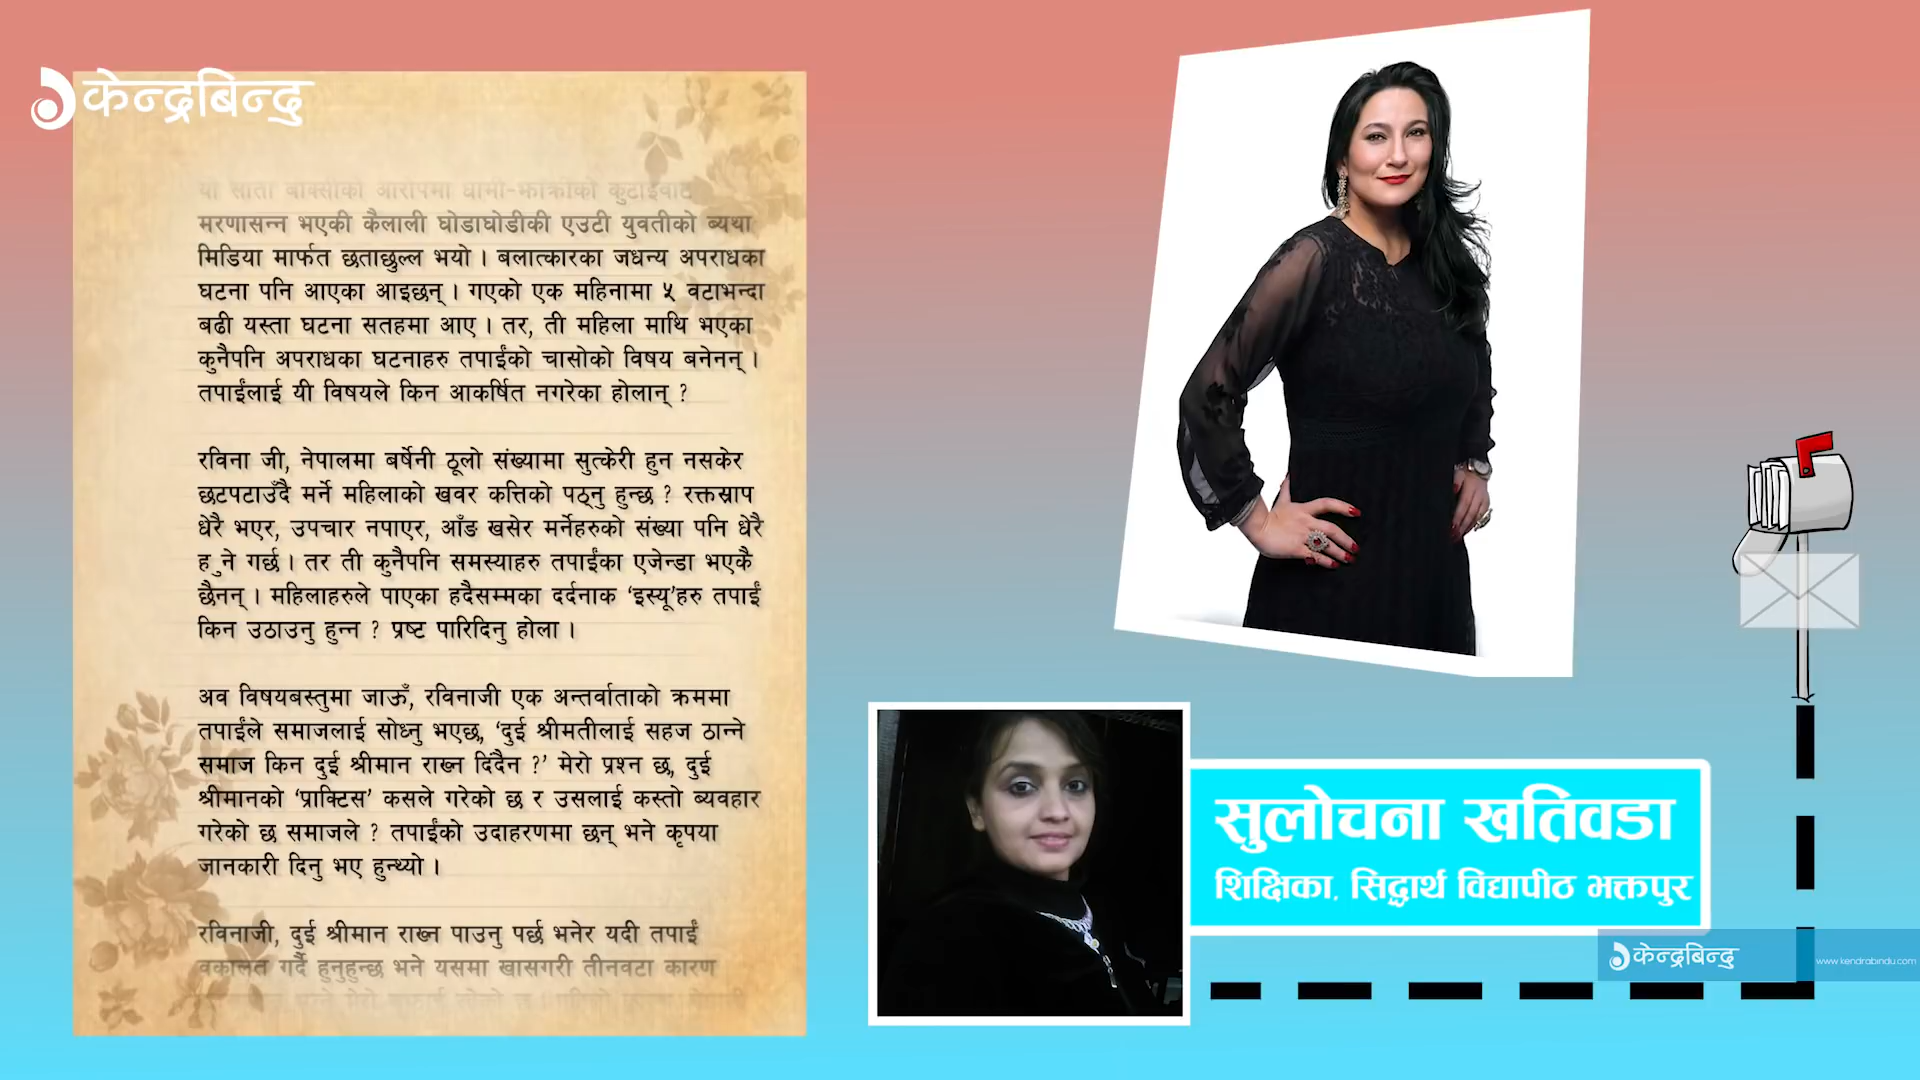 केन्द्रबिन्दु
मरणासन्न भएकी कैलाली घोडाघोडीकी एउटी युवतीको ब्यथा
मिडिया मार्फत छताछुल्ल भयो । बलात्कारका जधन्य अपराधका
घटना पनि आएका आइछन् । गएको एक महिनामा ५ वटाभन्दा
बढी यस्ता घटना सतहमा आए । तर, ती महिला माथि भएका
कुनैपनि अपराधका घटनाहरु तपाईंको चासोको विषय बनेनन् ।
तपाईंलाई यी विषयले किन आकर्षित नगरेका होलान् ?
रविना जी, नेपालमा बर्षेनी ठूलो संख्यामा सुत्केरी हुन नसकेर
छटपटाउँदै मर्ने महिलाको खवर कत्तिको पठ्नु हुन्छ ? रक्तस्राप
धेरै भएर, उपचार नपाएर, आँङ खसेर मर्नेहरुको संख्या पनि धेरै
ह ुने गर्छ । तर ती कुनैपनि समस्याहरु तपाईंका एजेन्डा भएकै
छैनन् । महिलाहरुले पाएका हदैसम्मका दर्दनाक ‘इस्यू’हरु तपाईं
किन उठाउनु हुन्न ? प्रष्ट पारिदिनु होला ।
अव विषयबस्तुमा जाऊँ, रविनाजी एक अन्तर्वाताको क्रममा
तपाईंले समाजलाई सोध्नु भएछ, ‘दुई श्रीमतीलाई सहज ठान्ने
समाज किन दुई श्रीमान राख्न दिदैन ?’ मेरो प्रश्न छ, दुई
श्रीमानको ‘प्राक्टिस’ कसले गरेको छ र उसलाई कस्तो ब्यवहार
गरेको छ समाजले ? तपाईंको उदाहरणमा छन् भने कृपया
जानकारी दिनु भए हुन्थ्यो ।
रविनाजी, दुई श्रीमान राख्न पाउनु पर्छ भनेर यदी तपाईं
वकालत गर्दै हुनुहुन्छ भने यसमा खासगरी तीनवटा कारण
सुलोचना खतिवडा
शिक्षिका, सिद्धार्थ विद्यापीठ भक्तपुर
केन्द्रबिन्दु
www.kendrabindu.com